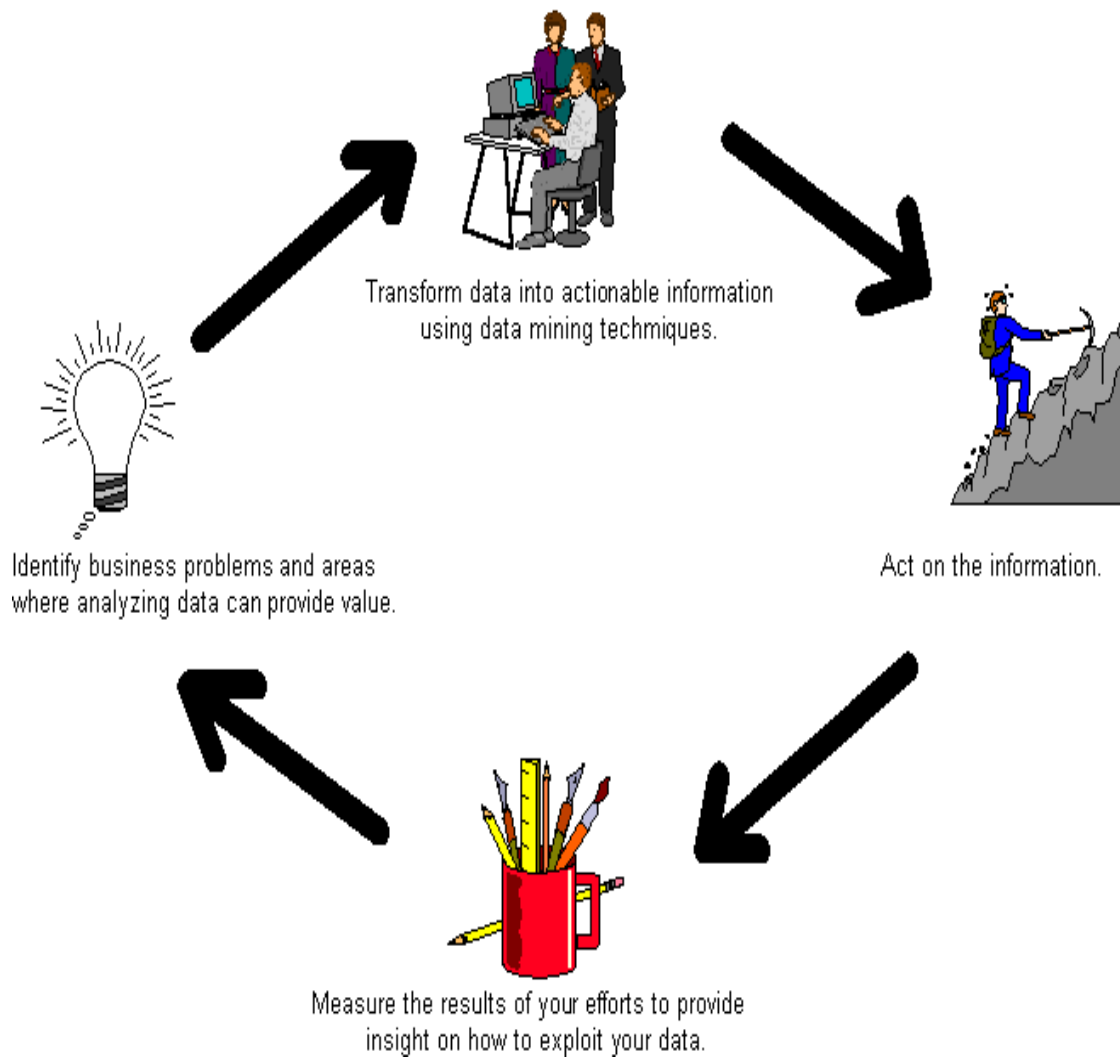 Transform data into actionable information
using data mining techmiques.
Identify business problems and areas
where analyzing data can provide value.
Act on the information.
Measure the results of your efforts to provide
insight on how to exploit your data.